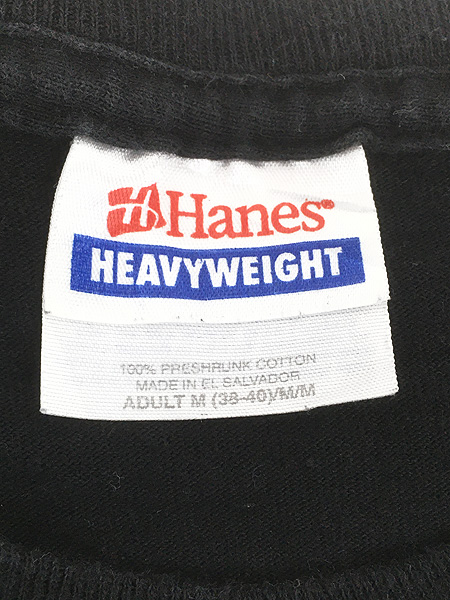 Hanes®
HEAVYWEIGHT
100% PRESHRUNK COTTON
MADE IN EL SALVADOR
ADULT M (38-40)/M/M